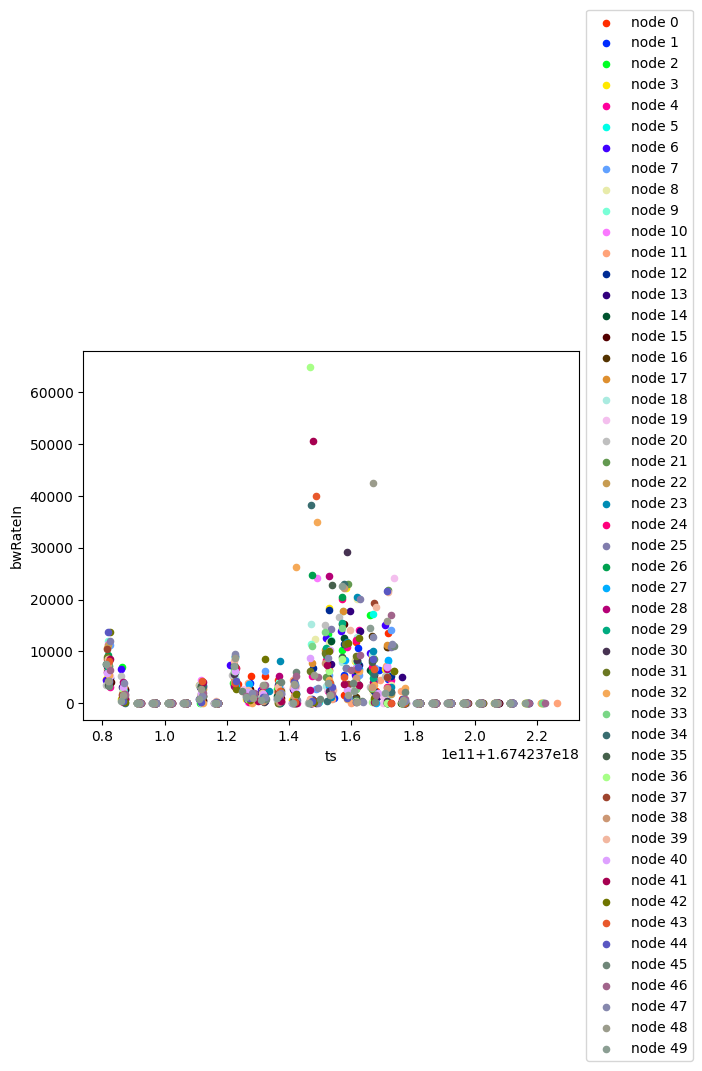 node 0
node 1
node 2
node 3
node 4
node 5
node 6
node 7
node 8
node 9
node 10
node 11
node 12
node 13
node 14
node 15
node 16
node 17
node 18
node 19
node 20
node 21
node 22
node 23
node 24
node 25
node 26
node 27
node 28
node 29
node 30
node 31
node 32
node 33
node 34
node 35
node 36
node 37
node 38
node 39
node 40
node 41
node 42
node 43
node 44
node 45
node 46
node 47
node 48
node 49
60000
50000
40000
30000
20000
10000
0
bwRateIn
0.8 1.0 1.2 1.4 1.6 1.8 2.0 2.2
ts
1e11+1.674237e18